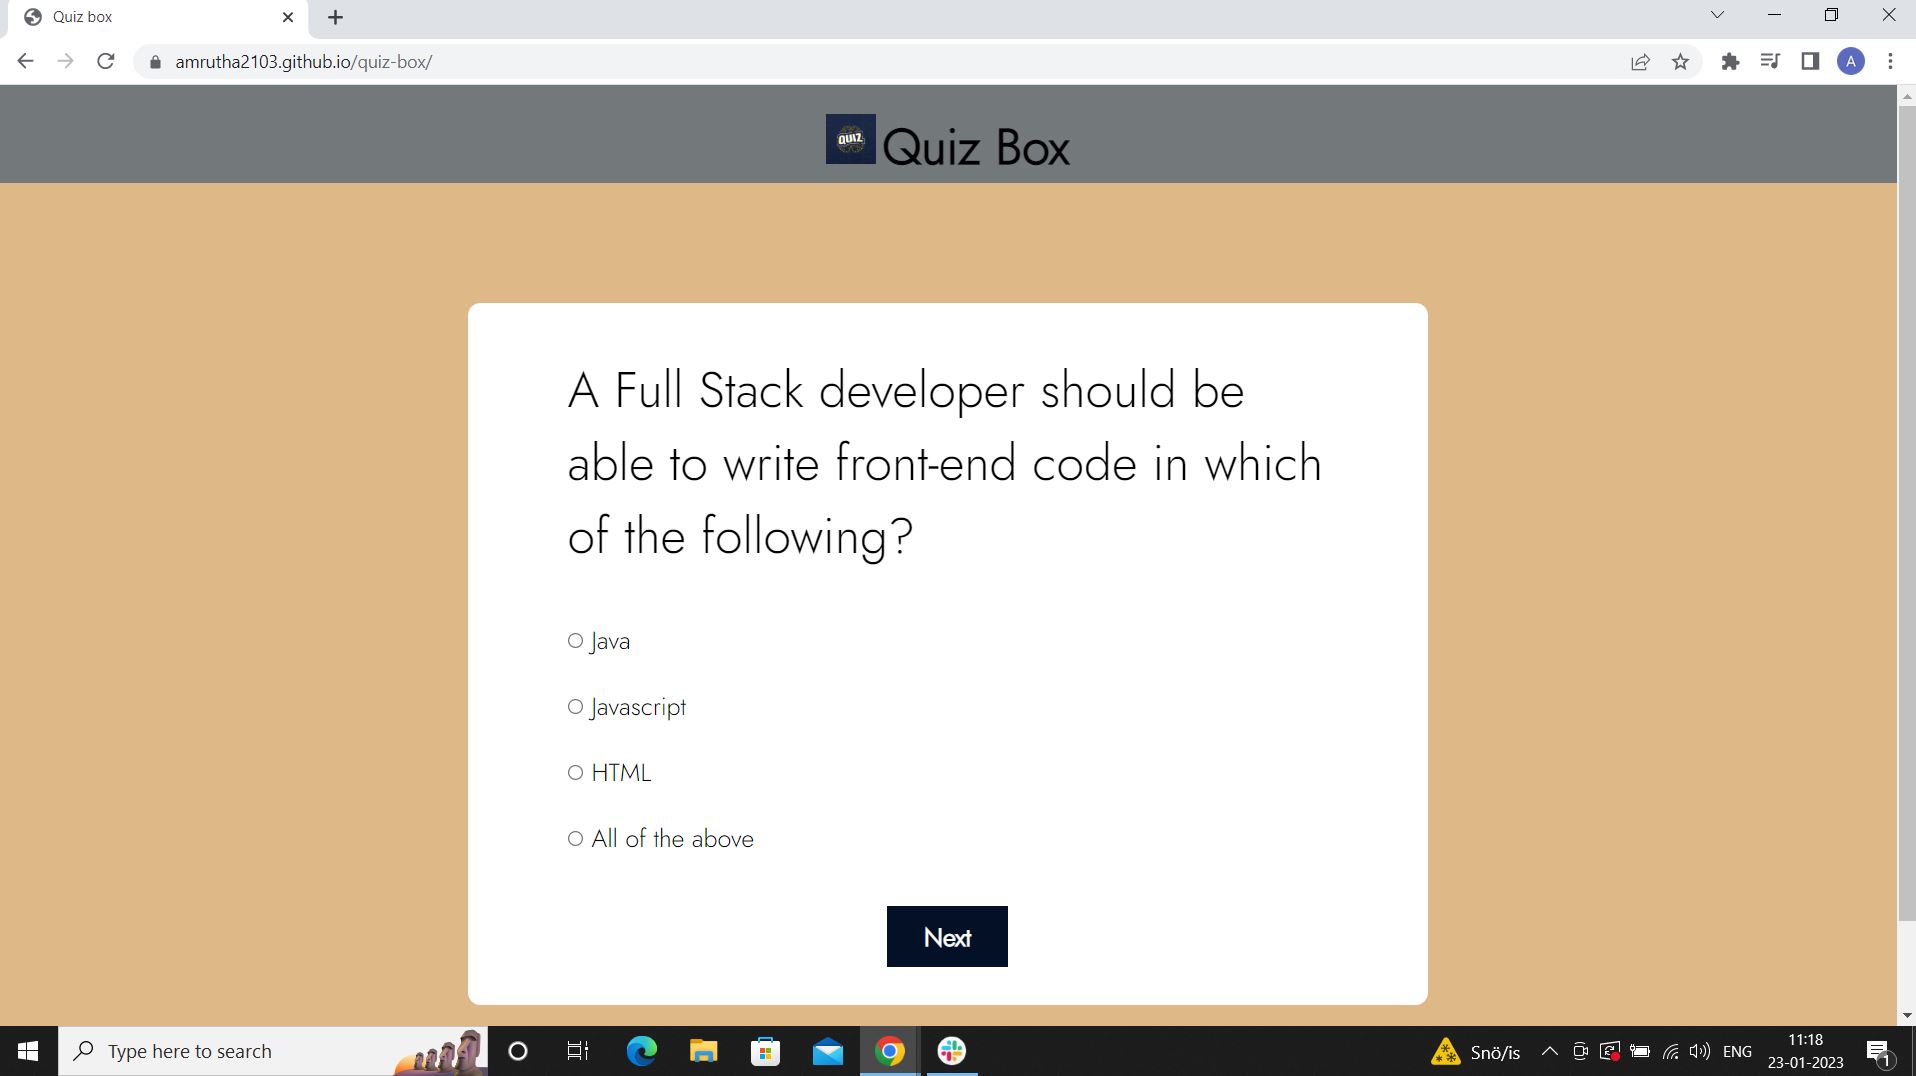 Quiz box
amrutha2103.github.io/quiz-box/
A
QUIZ
Quiz Box
A Full Stack developer should be
able to write front-end code in which
of the following?
Java
Javascript
HTML
All of the above
Next
Type here to search
Snö/is
ENG
11:18
23-01-2023
1